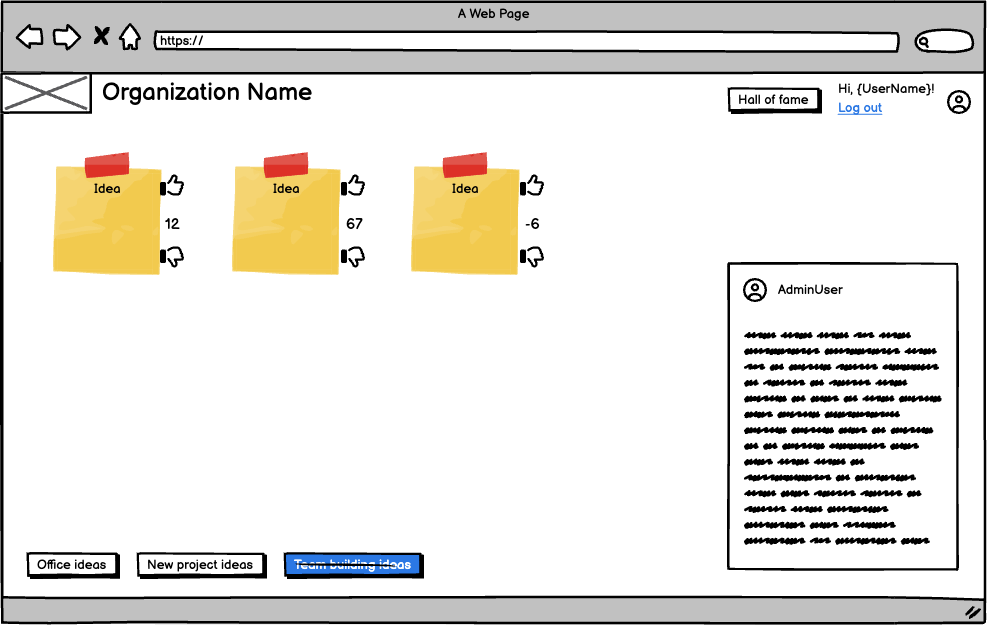 A Web Page
https://
Organization Name
Hall of fame
Hi, {UserName}!
Log out
Idea
12
Idea
67
Idea
-6
AdminUser
Office ideas
New project ideas
Team building ideas